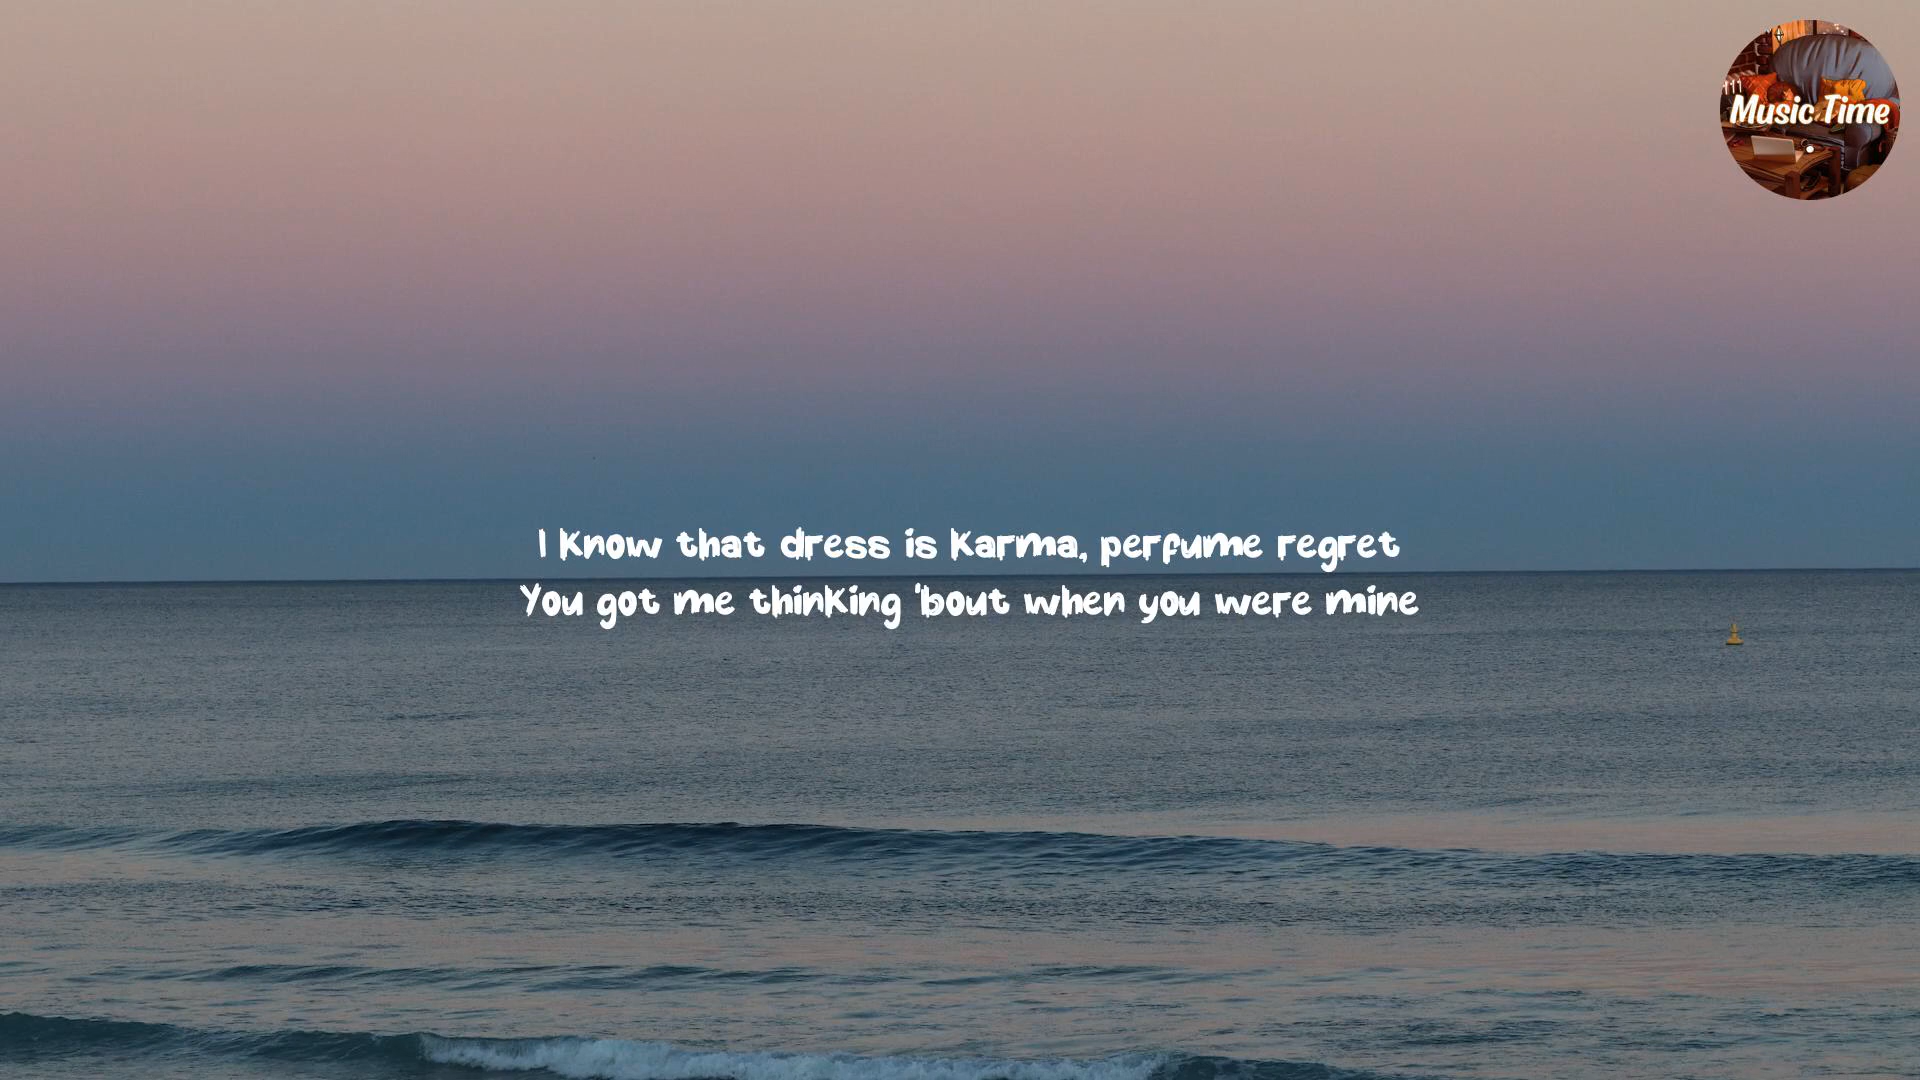 Music Time
I know that dress is karma, perfume regret
You got me thinking 'bout when you were mine